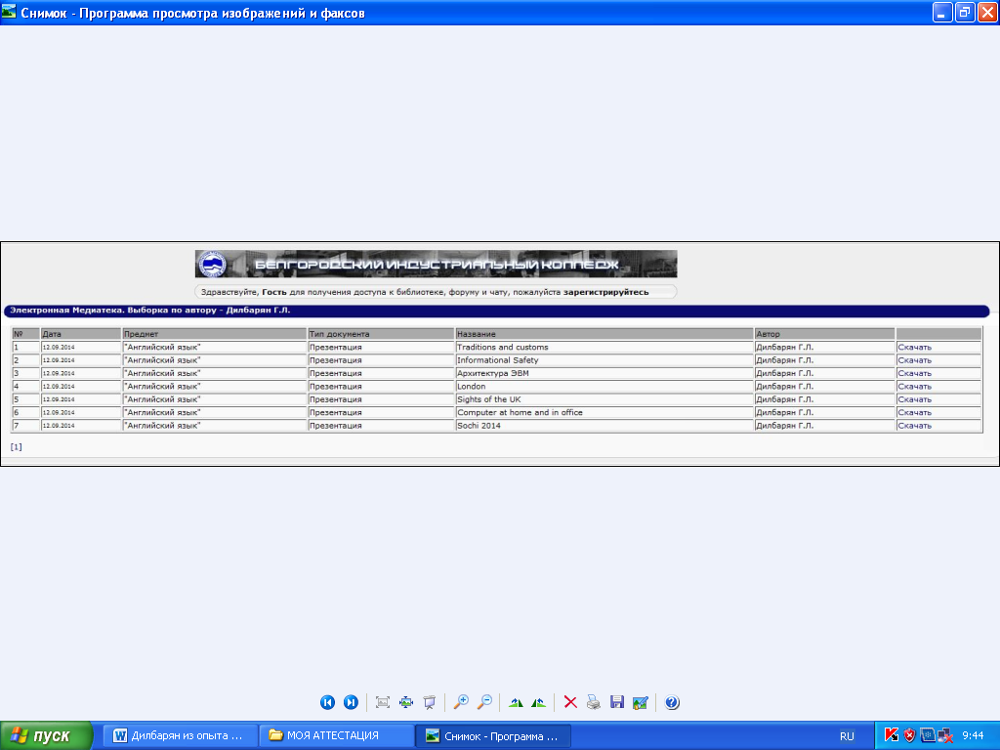 Снимок - Программа просмотра изображений и факсов
БЕЛГОРОДСКИЙ ИНДУСТРИАЛЬНЫЙ КОЛЛЕДЖ
Здравствуйте, Гость для получения доступа к библиотеке, форуму и чату, пожалуйста зарегистрируйтесь
Электронная Медиатека. Выборка по автору - Дилбарян Г.Л.
№ Дата Предмет Тип документа Название Автор
1 12.09.2014 "Английский язык" Презентация Traditions and customs Дилбарян Г.Л. Скачать
2 12.09.2014 "Английский язык" Презентация Informational Safety Дилбарян Г.Л. Скачать
3 12.09.2014 "Английский язык" Презентация Архитектура ЭВМ Дилбарян Г.Л. Скачать
4 12.09.2014 "Английский язык" Презентация London Дилбарян Г.Л. Скачать
5 12.09.2014 "Английский язык" Презентация Sights of the UK Дилбарян Г.Л. Скачать
6 12.09.2014 "Английский язык" Презентация Computer at home and in office Дилбарян Г.Л. Скачать
7 12.09.2014 "Английский язык" Презентация Sochi 2014 Дилбарян Г.Л. Скачать
[1]
пуск Дилбарян из опыта ... МОЯ АТТЕСТАЦИЯ Снимок - Программа ... RU 9:44